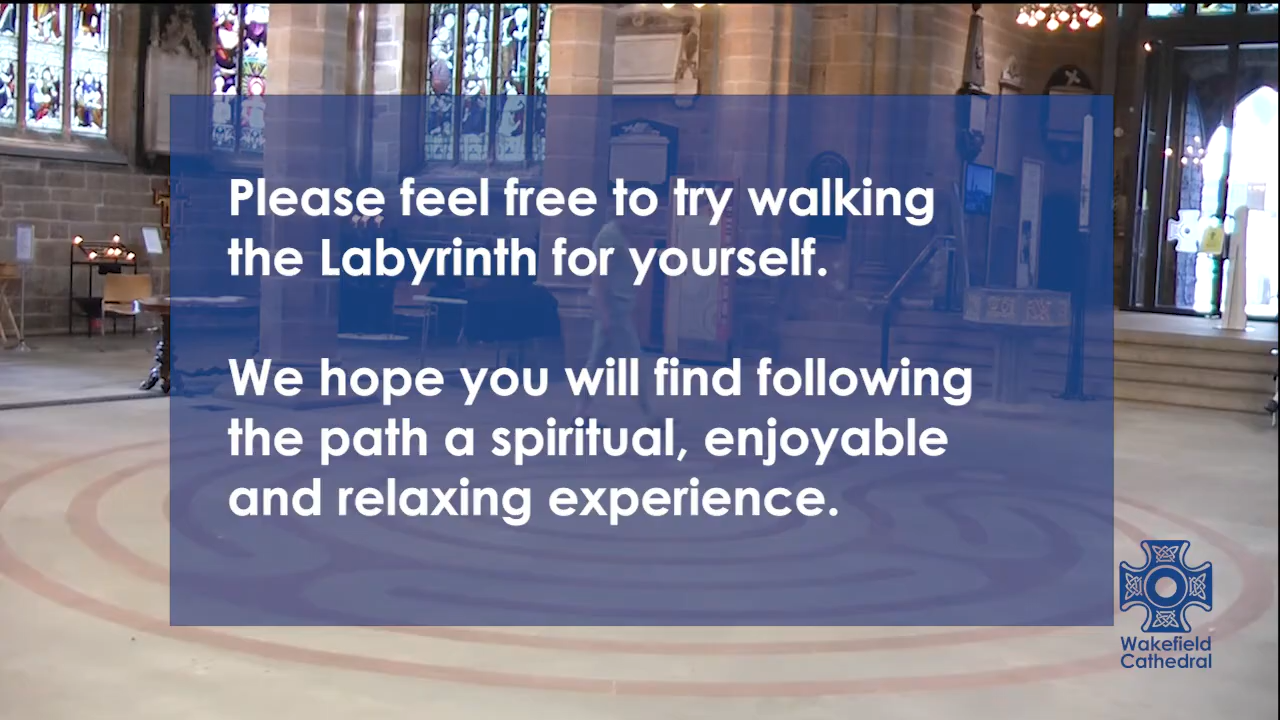 Please feel free to try walking
the Labyrinth for yourself.
We hope you will find following
the path a spiritual, enjoyable
and relaxing experience.
Wakefield
Cathedral